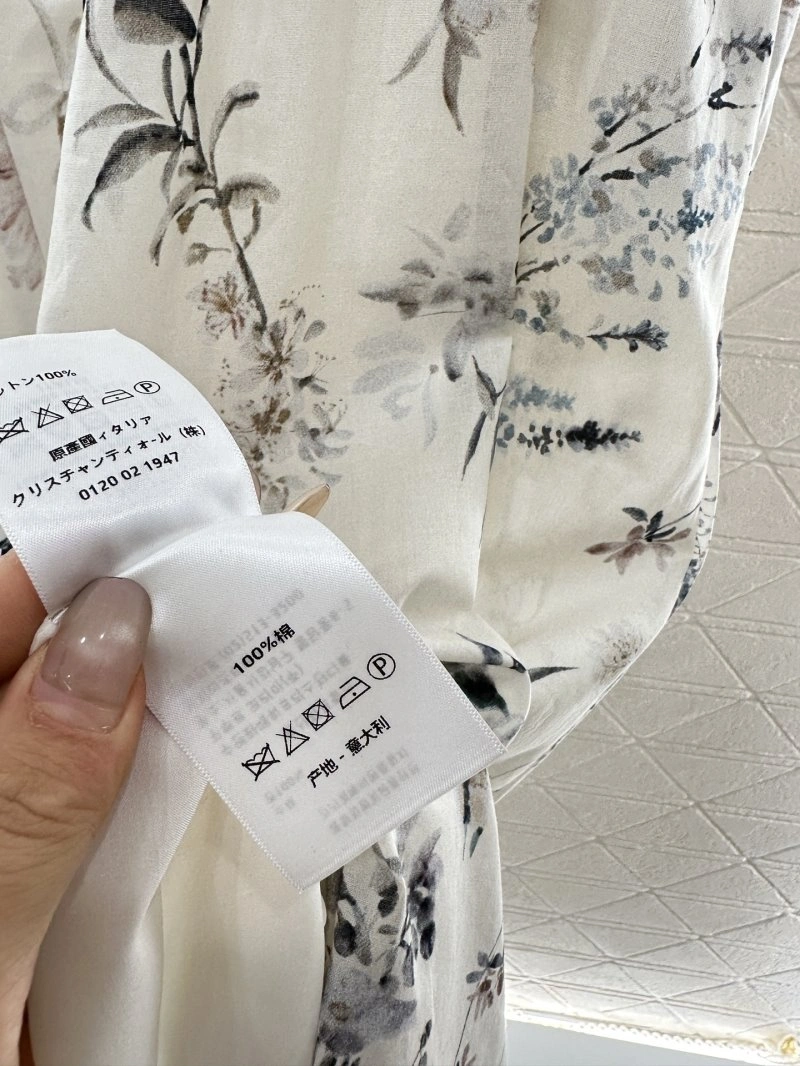 ットン100%
Ⓟ
原産國イタリア
クリスチャンディオール (株)
0120 02 1947
100%棉
Ⓟ
产地 - 意大利